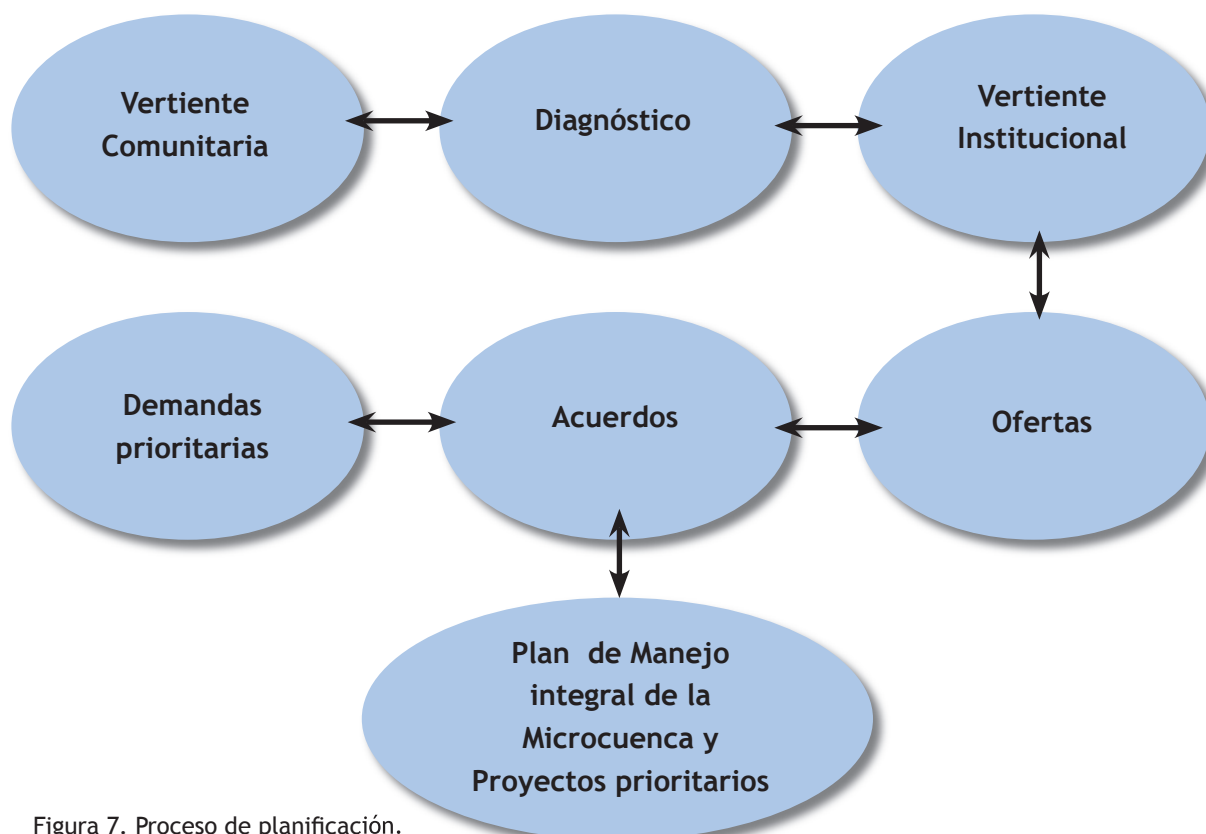 Vertiente
Comunitaria
Diagnóstico
Vertiente
Institucional
Demandas
prioritarias
Acuerdos
Ofertas
Plan de Manejo
integral de la
Microcuenca y
Proyectos prioritarios
Figura 7. Proceso de planificación.